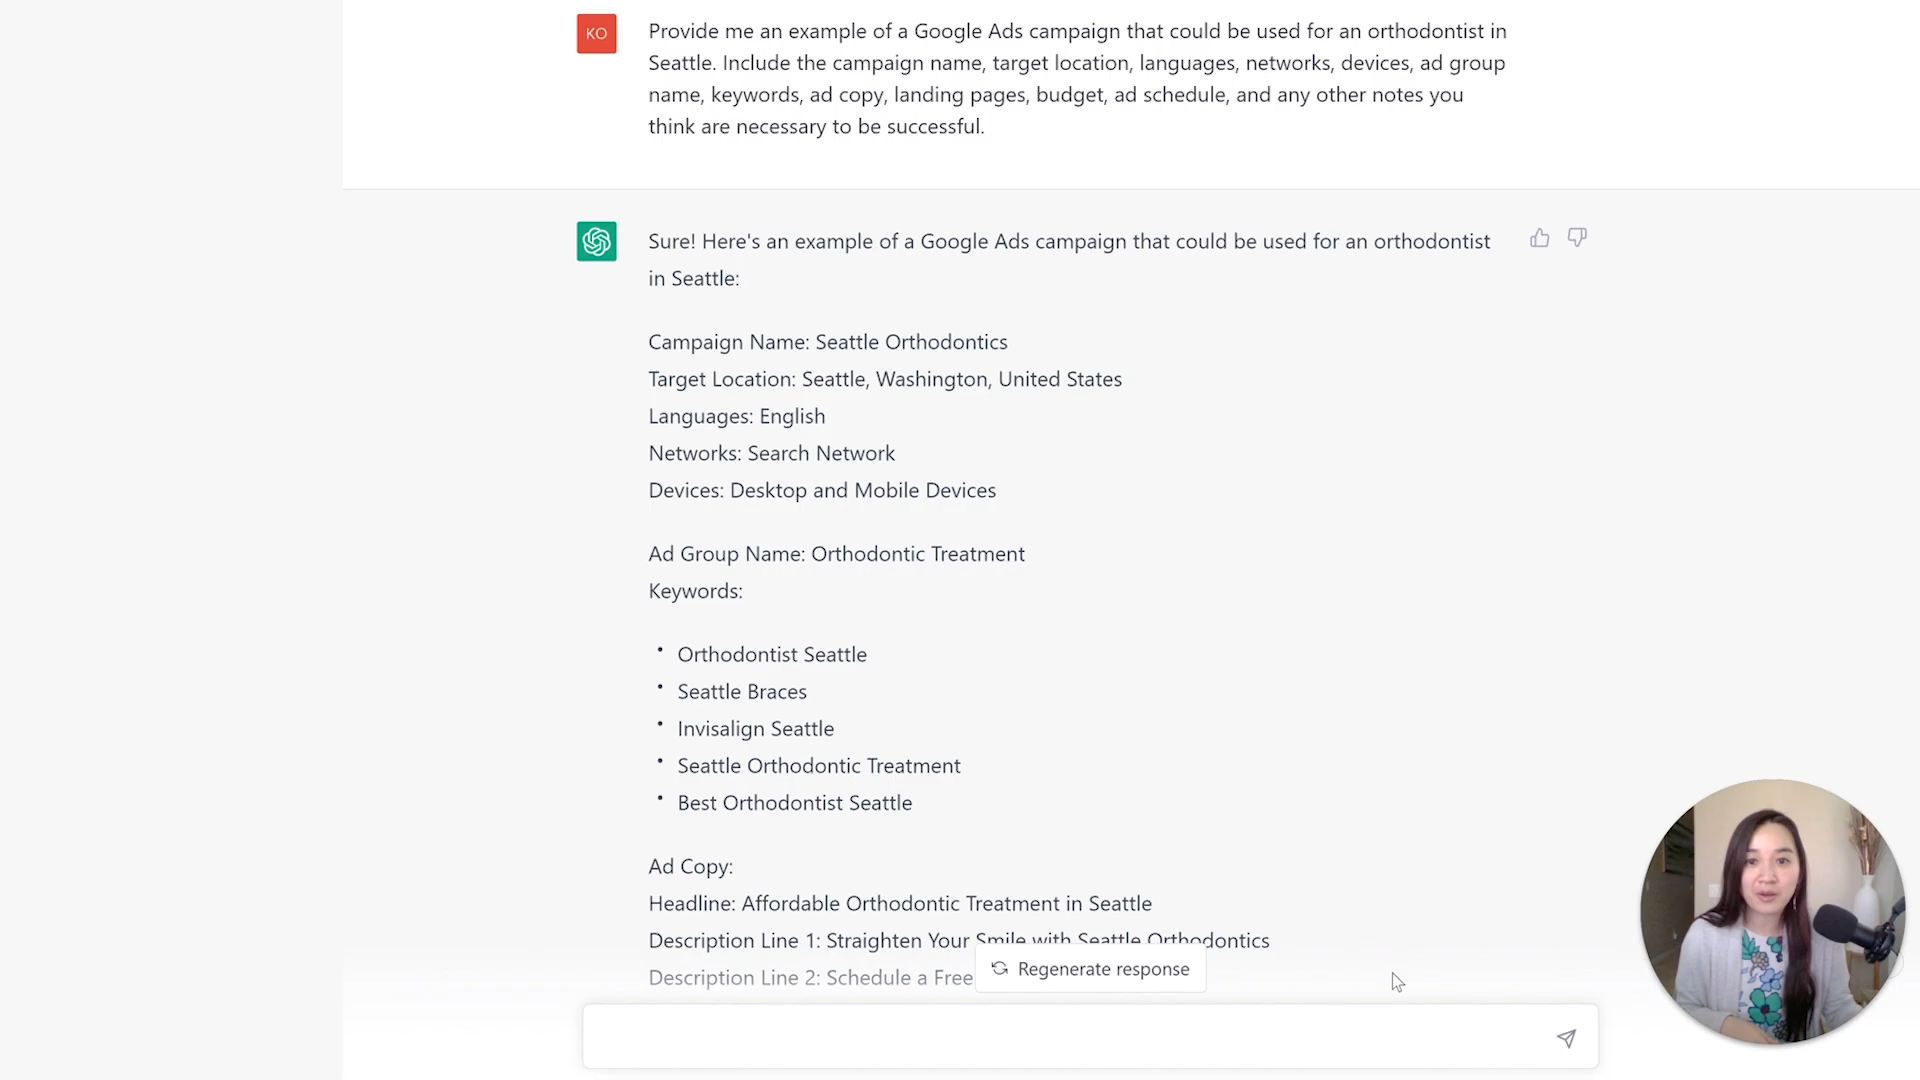 KO
Provide me an example of a Google Ads campaign that could be used for an orthodontist in
Seattle. Include the campaign name, target location, languages, networks, devices, ad group
name, keywords, ad copy, landing pages, budget, ad schedule, and any other notes you
think are necessary to be successful.
Sure! Here's an example of a Google Ads campaign that could be used for an orthodontist
in Seattle:
Campaign Name: Seattle Orthodontics
Target Location: Seattle, Washington, United States
Languages: English
Networks: Search Network
Devices: Desktop and Mobile Devices
Ad Group Name: Orthodontic Treatment
Keywords:
• Orthodontist Seattle
• Seattle Braces
• Invisalign Seattle
• Seattle Orthodontic Treatment
• Best Orthodontist Seattle
Ad Copy:
Headline: Affordable Orthodontic Treatment in Seattle
Description Line 1: Straighten Your Smile with Seattle Orthodontics
Description Line 2: Schedule a Free
Regenerate response